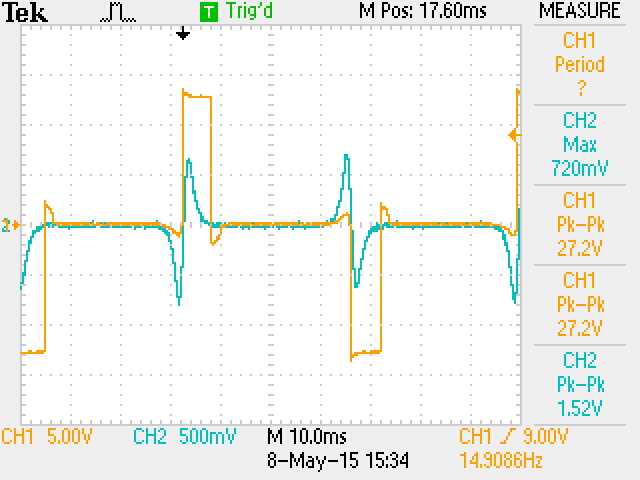 Tek T Trig'd M Pos: 17.60ms MEASURE
CH1
Period
?
CH2
Max
720mV
CH1
Pk-Pk
27.2V
CH1
Pk-Pk
27.2V
CH2
Pk-Pk
1.52V
2
CH1 5.00V CH2 500mV M 10.0ms CH1 9.00V
8-May-15 15:34 14.9086Hz